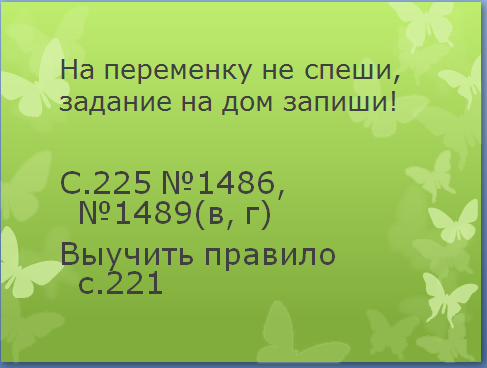 На переменку не спеши,
задание на дом запиши!
С.225 №1486,
№1489(в, г)
Выучить правило
с.221